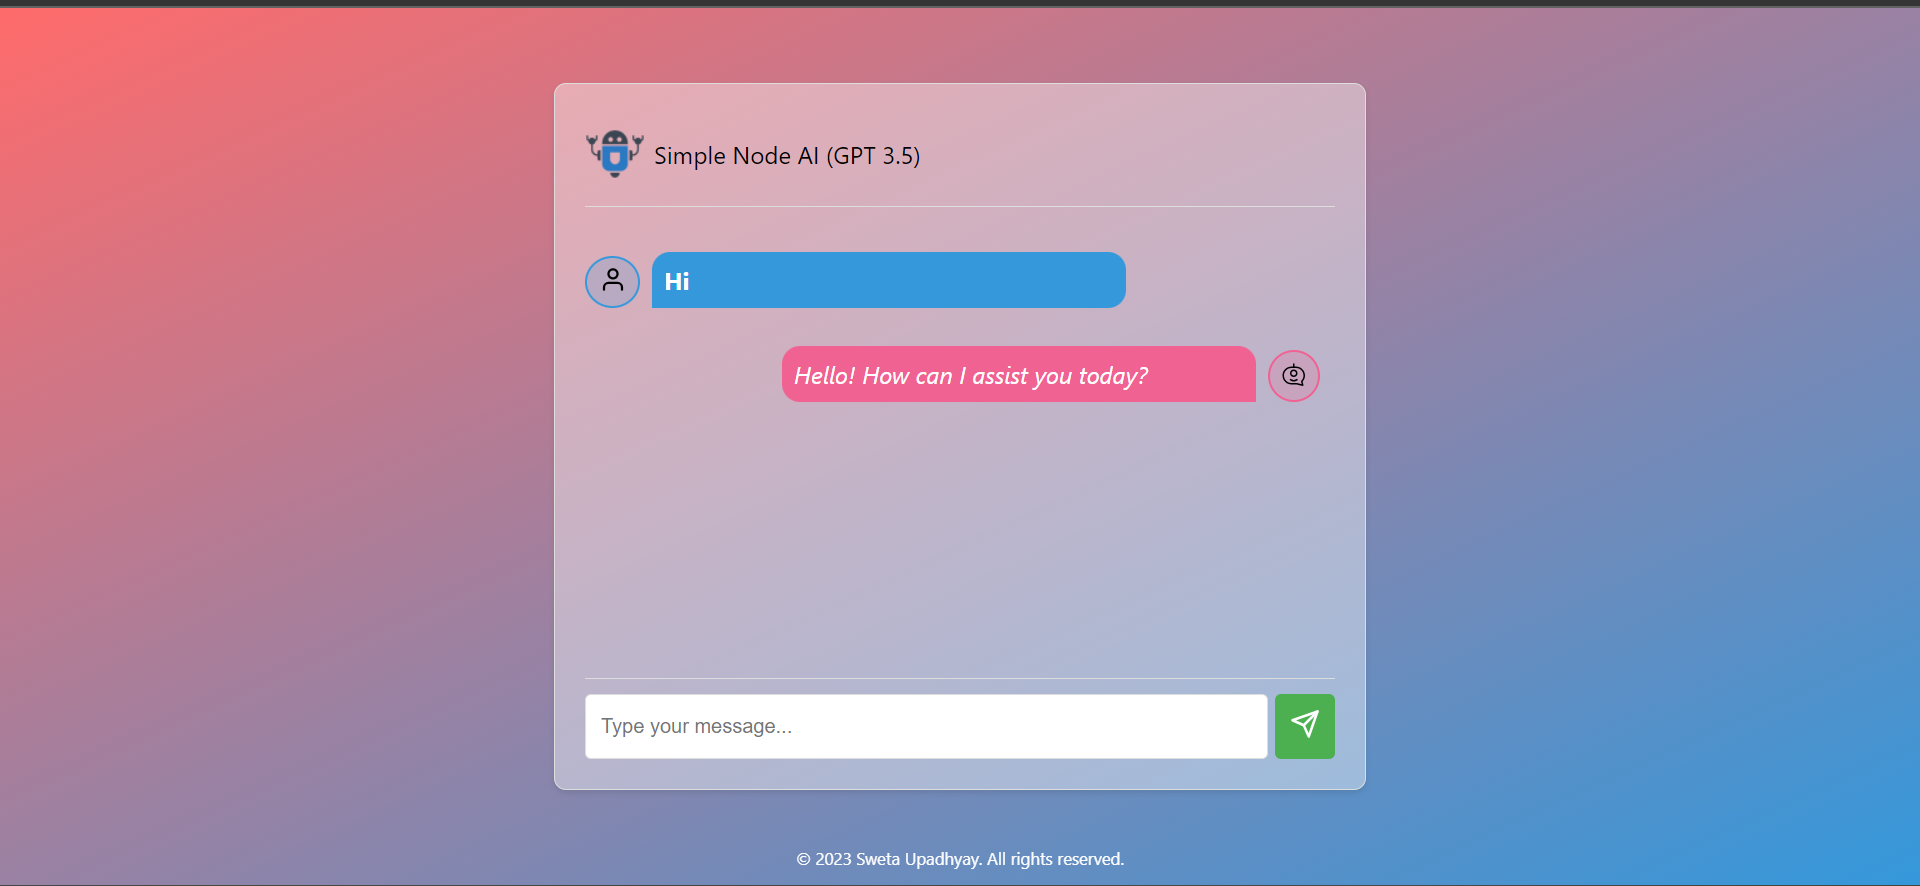 Simple Node AI (GPT 3.5)
Hi
Hello! How can I assist you today?
Type your message...
© 2023 Sweta Upadhyay. All rights reserved.